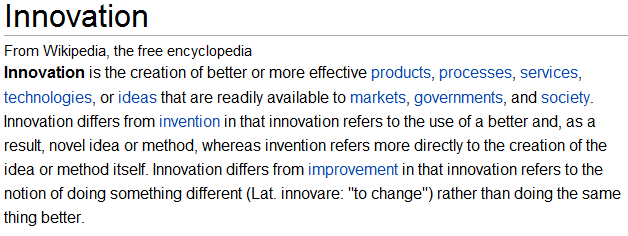 Innovation
From Wikipedia, the free encyclopedia
Innovation is the creation of better or more effective products, processes, services,
technologies, or ideas that are readily available to markets, governments, and society.
Innovation differs from invention in that innovation refers to the use of a better and, as a
result, novel idea or method, whereas invention refers more directly to the creation of the
idea or method itself. Innovation differs from improvement in that innovation refers to the
notion of doing something different (Lat. innovare: "to change") rather than doing the same
thing better.